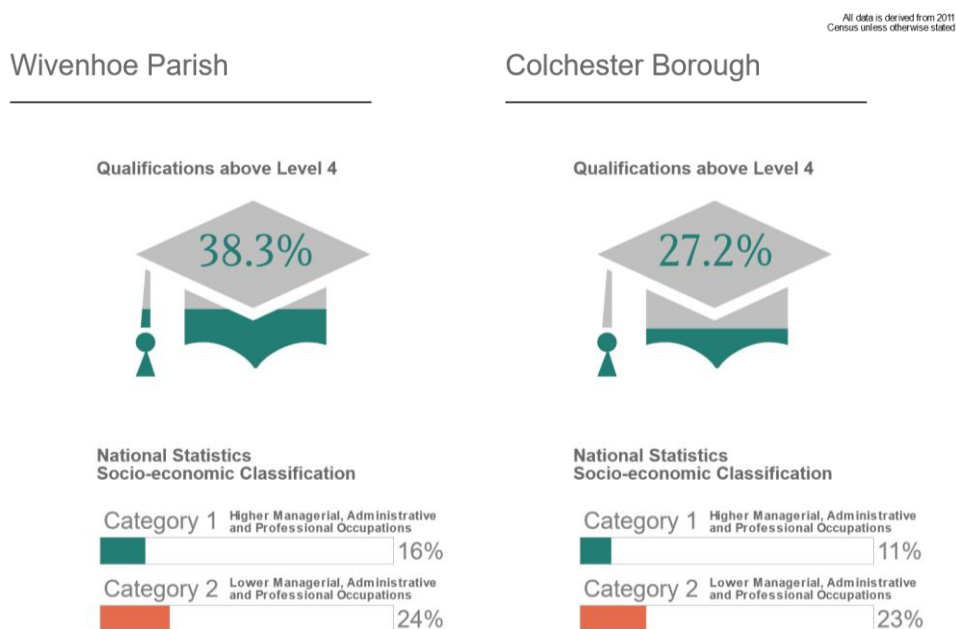 All data is derived from 2011
Census unless otherwise stated
Wivenhoe Parish
Colchester Borough
Qualifications above Level 4
Qualifications above Level 4
38.3%
27.2%
National Statistics
Socio-economic Classification
National Statistics
Socio-economic Classification
Category 1 Higher Managerial, Administrative
and Professional Occupations
16%
Category 1 Higher Managerial, Administrative
and Professional Occupations
11%
Category 2 Lower Managerial, Administrative
and Professional Occupations
24%
Category 2 Lower Managerial, Administrative
and Professional Occupations
23%